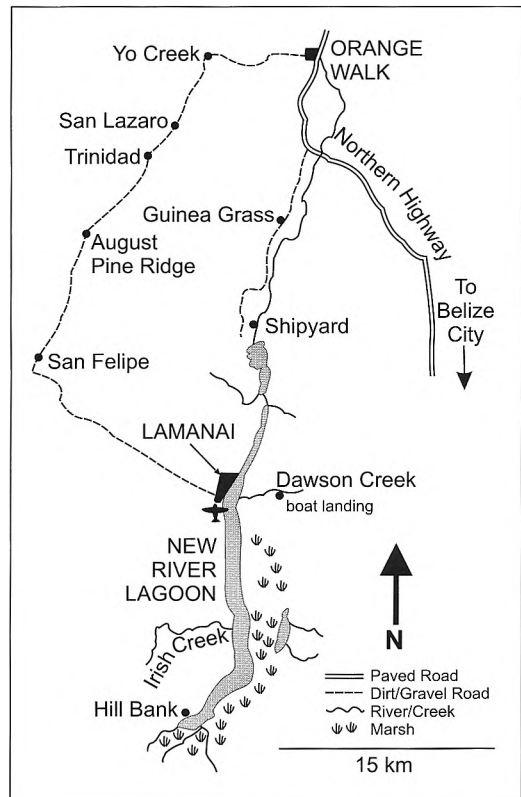 Yo Creek
ORANGE
WALK
San Lazaro
Trinidad
Northern Highway
Guinea Grass
August
Pine Ridge
To
Belize
City
Shipyard
San Felipe
LAMANAI
Dawson Creek
boat landing
NEW
RIVER
LAGOON
N
Irish Creek
Hill Bank
Paved Road
Dirt/Gravel Road
River/Creek
Marsh
15 km